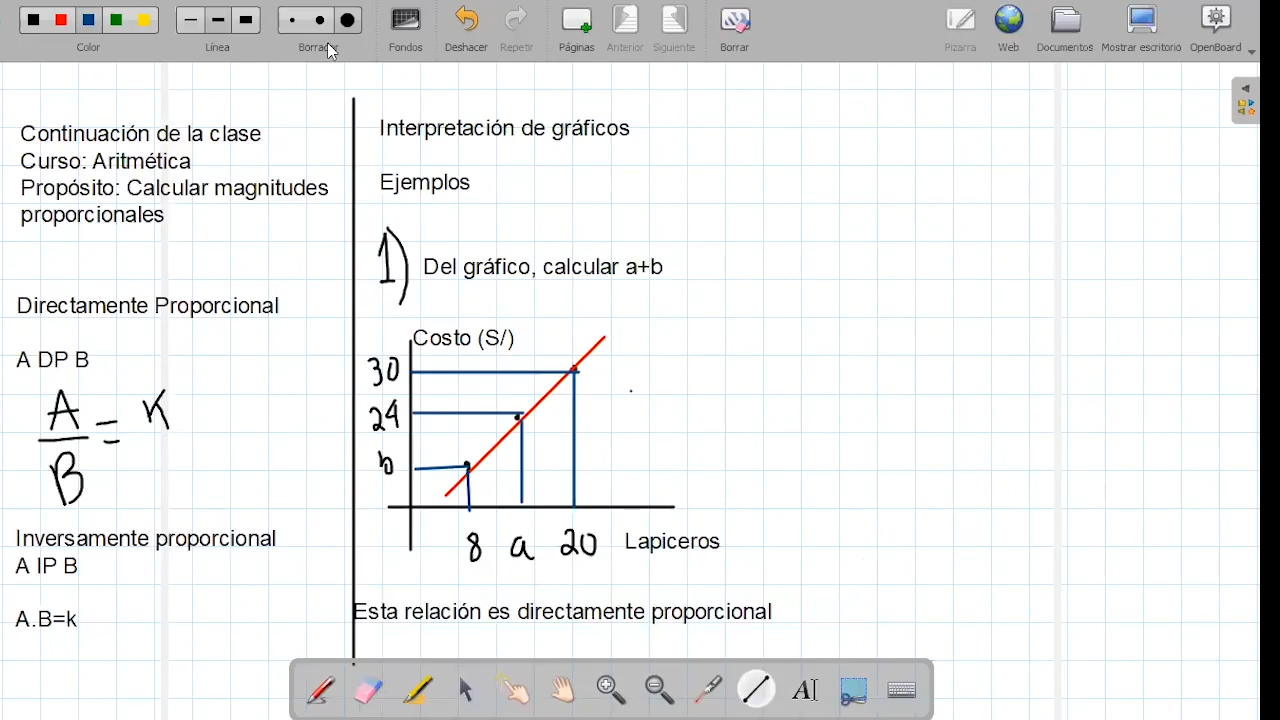 Color
Línea
Borrador
Fondos
Deshacer
Repetir
Páginas
Anterior
Siguiente
Borrar
Pizarra
Web
Documentos
Mostrar escritorio
OpenBoard
Continuación de la clase
Curso: Aritmética
Propósito: Calcular magnitudes
proporcionales
Directamente Proporcional
A DP B
A
B
= K
Inversamente proporcional
A IP B
A.B=k
Interpretación de gráficos
Ejemplos
1) Del gráfico, calcular a+b
Costo (S/)
30
24
b
8 a 20 Lapiceros
Esta relación es directamente proporcional
AI